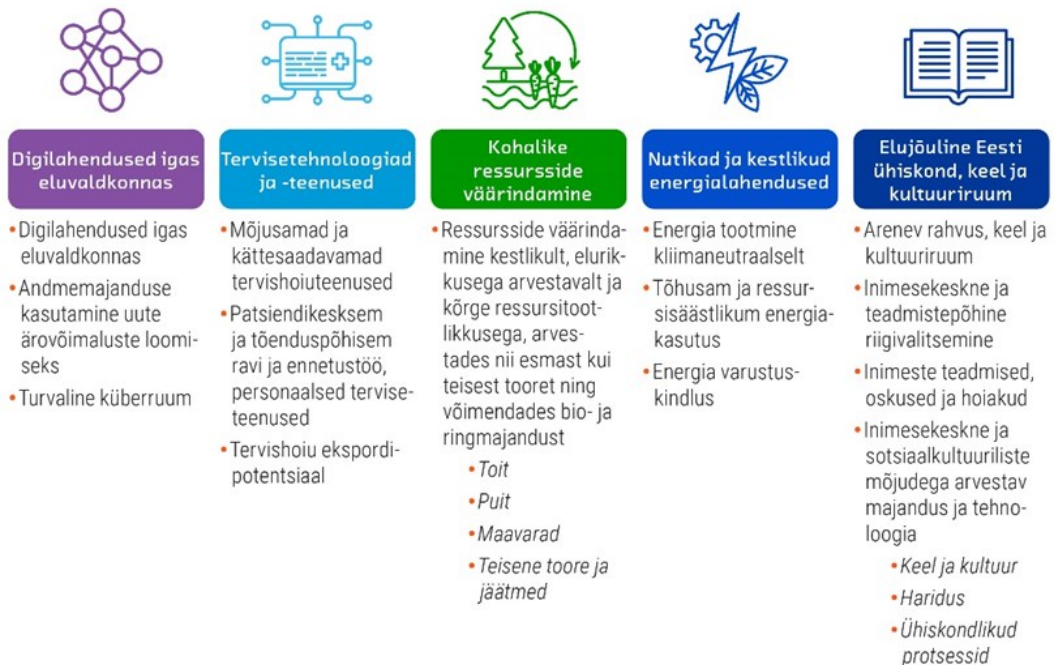 Digilahendused igas
eluvaldkonnas
• Digilahendused igas
eluvaldkonnas
• Andmemajanduse
kasutamine uute
ärovõimaluste loomi-
seks
• Turvaline küberruum
Tervisetehnoloogiad
ja -teenused
• Mõjusamad ja
kättesaadavamad
tervishoiuteenused
• Patsiendikesksem
ja tõenduspõhisem
ravi ja ennetustöö,
personaalsed tervise-
teenused
• Tervishoiu ekspordi-
potentsiaal
Kohalike
ressursside
väärindamine
• Ressursside väärinda-
mine kestlikult, elurik-
kusega arvestavalt ja
kõrge ressursitoot-
likkusega, arves-
tades nii esmast kui
teisest tooret ning
võimendades bio- ja
ringmajandust
• Toit
• Puit
• Maavarad
• Teisene toore ja
jäätmed
Nutikad ja kestlikud
energialahendused
• Energia tootmine
kliimaneutraalselt
• Tõhusam ja ressur-
sisäästlikum energia-
kasutus
• Energia varustus-
kindlus
Elujõuline Eesti
ühiskond, keel ja
kultuuriruum
• Arenev rahvus, keel ja
kultuuriruum
• Inimesekeskne ja
teadmistepõhine
riigivalitsemine
• Inimeste teadmised,
oskused ja hoiakud
• Inimesekeskne ja
sotsiaalkultuuriliste
mõjudega arvestav
majandus ja tehno-
loogia
• Keel ja kultuur
• Haridus
• Ühiskondlikud
protsessid